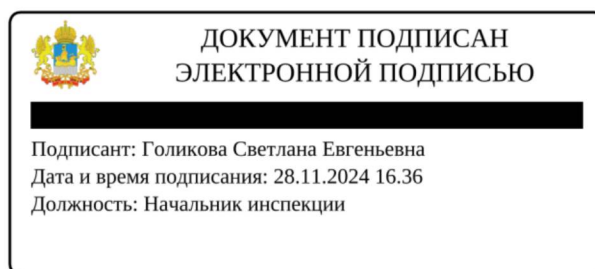 ДОКУМЕНТ ПОДПИСАН
ЭЛЕКТРОННОЙ ПОДПИСЬЮ
Подписант: Голикова Светлана Евгеньевна
Дата и время подписания: 28.11.2024 16.36
Должность: Начальник инспекции